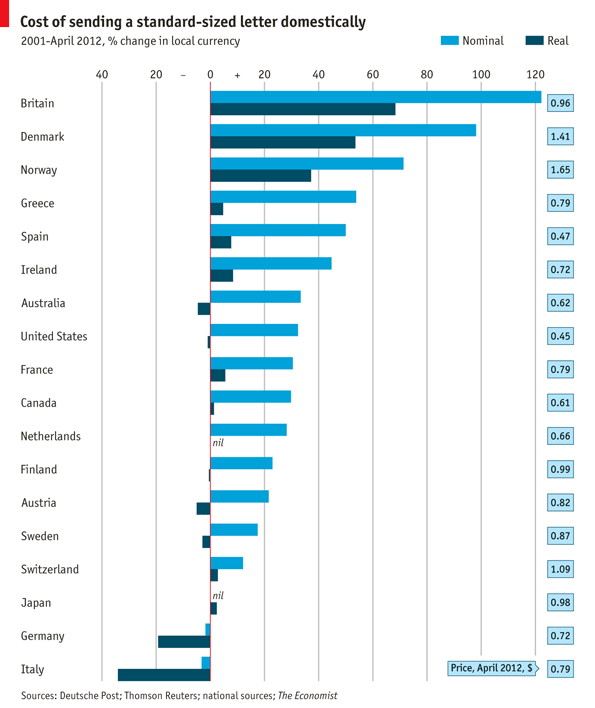 Cost of sending a standard-sized letter domestically
2001-April 2012, % change in local currency
Nominal Real
40 20 – 0 + 20 40 60 80 100 120
Britain 0.96
Denmark 1.41
Norway 1.65
Greece 0.79
Spain 0.47
Ireland 0.72
Australia 0.62
United States 0.45
France 0.79
Canada 0.61
Netherlands nil 0.66
Finland 0.99
Austria 0.82
Sweden 0.87
Switzerland 1.09
Japan nil 0.98
Germany 0.72
Italy Price, April 2012, $ 0.79
Sources: Deutsche Post; Thomson Reuters; national sources; The Economist